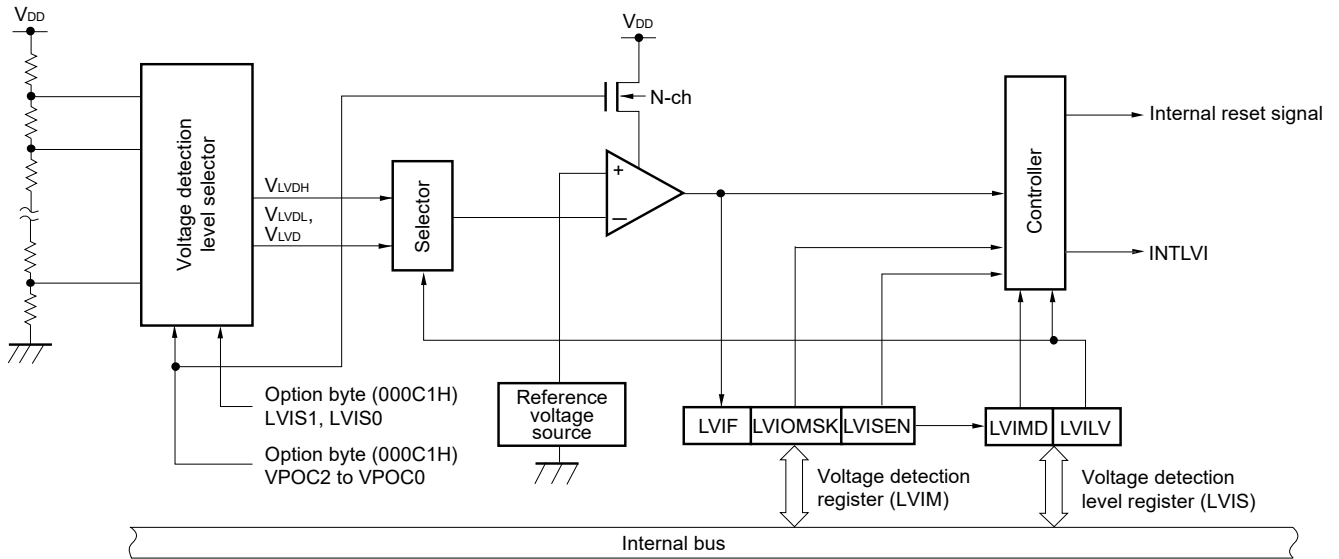 VDD
VDD
N-ch
Voltage detection
level selector
VLVDH
VLVDL,
VLVD
Selector
+
−
Controller
Internal reset signal
INTLVI
Option byte (000C1H)
LVIS1, LVIS0
Option byte (000C1H)
VPOC2 to VPOC0
Reference
voltage
source
LVIF LVIOMSK LVISEN
LVIMD LVILV
Voltage detection
register (LVIM)
Voltage detection
level register (LVIS)
Internal bus